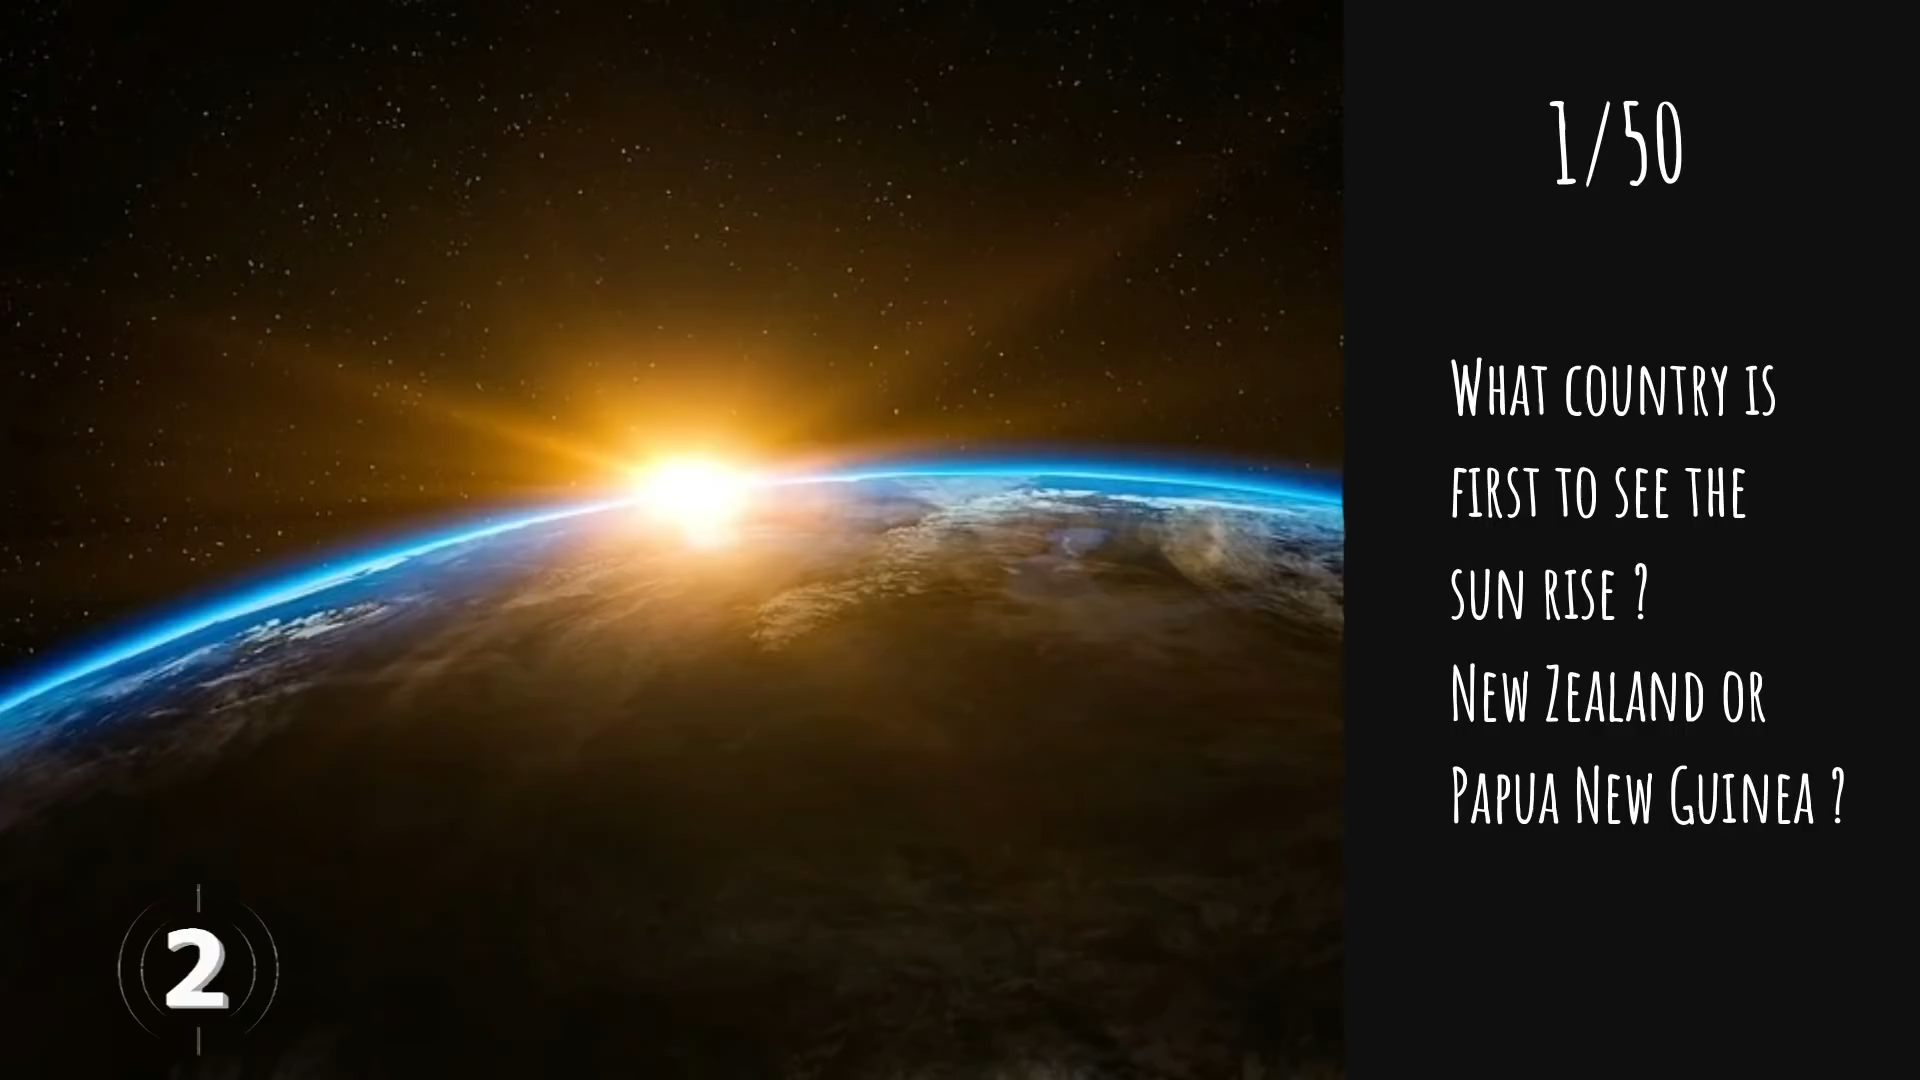 1/50
What country is
first to see the
sun rise ?
New Zealand or
Papua New Guinea ?
2